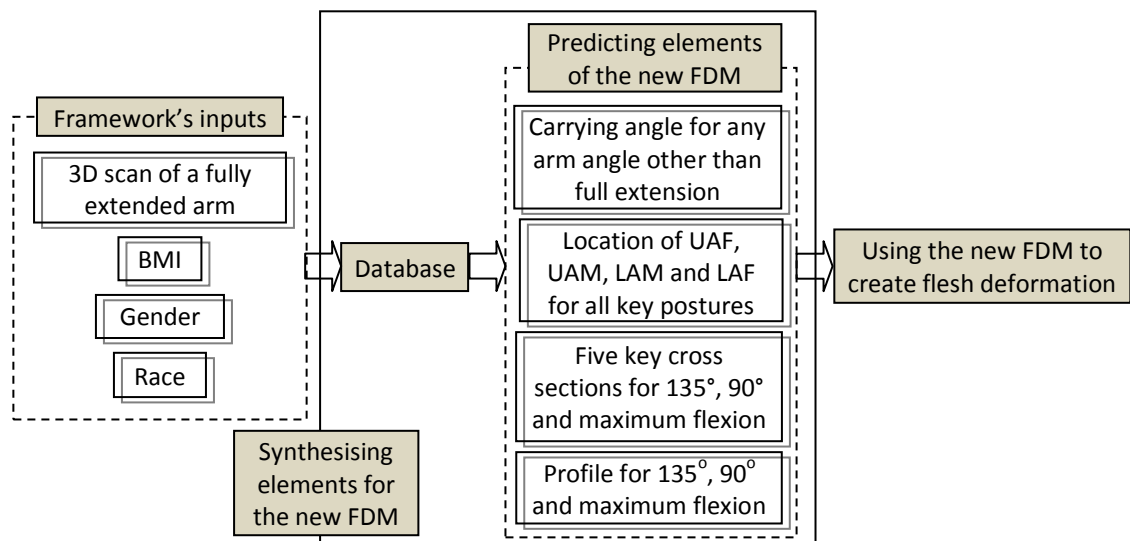 Framework’s inputs
3D scan of a fully
extended arm
BMI
Gender
Race
Database
Synthesising
elements for
the new FDM
Predicting elements
of the new FDM
Carrying angle for any
arm angle other than
full extension
Location of UAF,
UAM, LAM and LAF
for all key postures
Five key cross
sections for 135°, 90°
and maximum flexion
Profile for 135°, 90°
and maximum flexion
Using the new FDM to
create flesh deformation